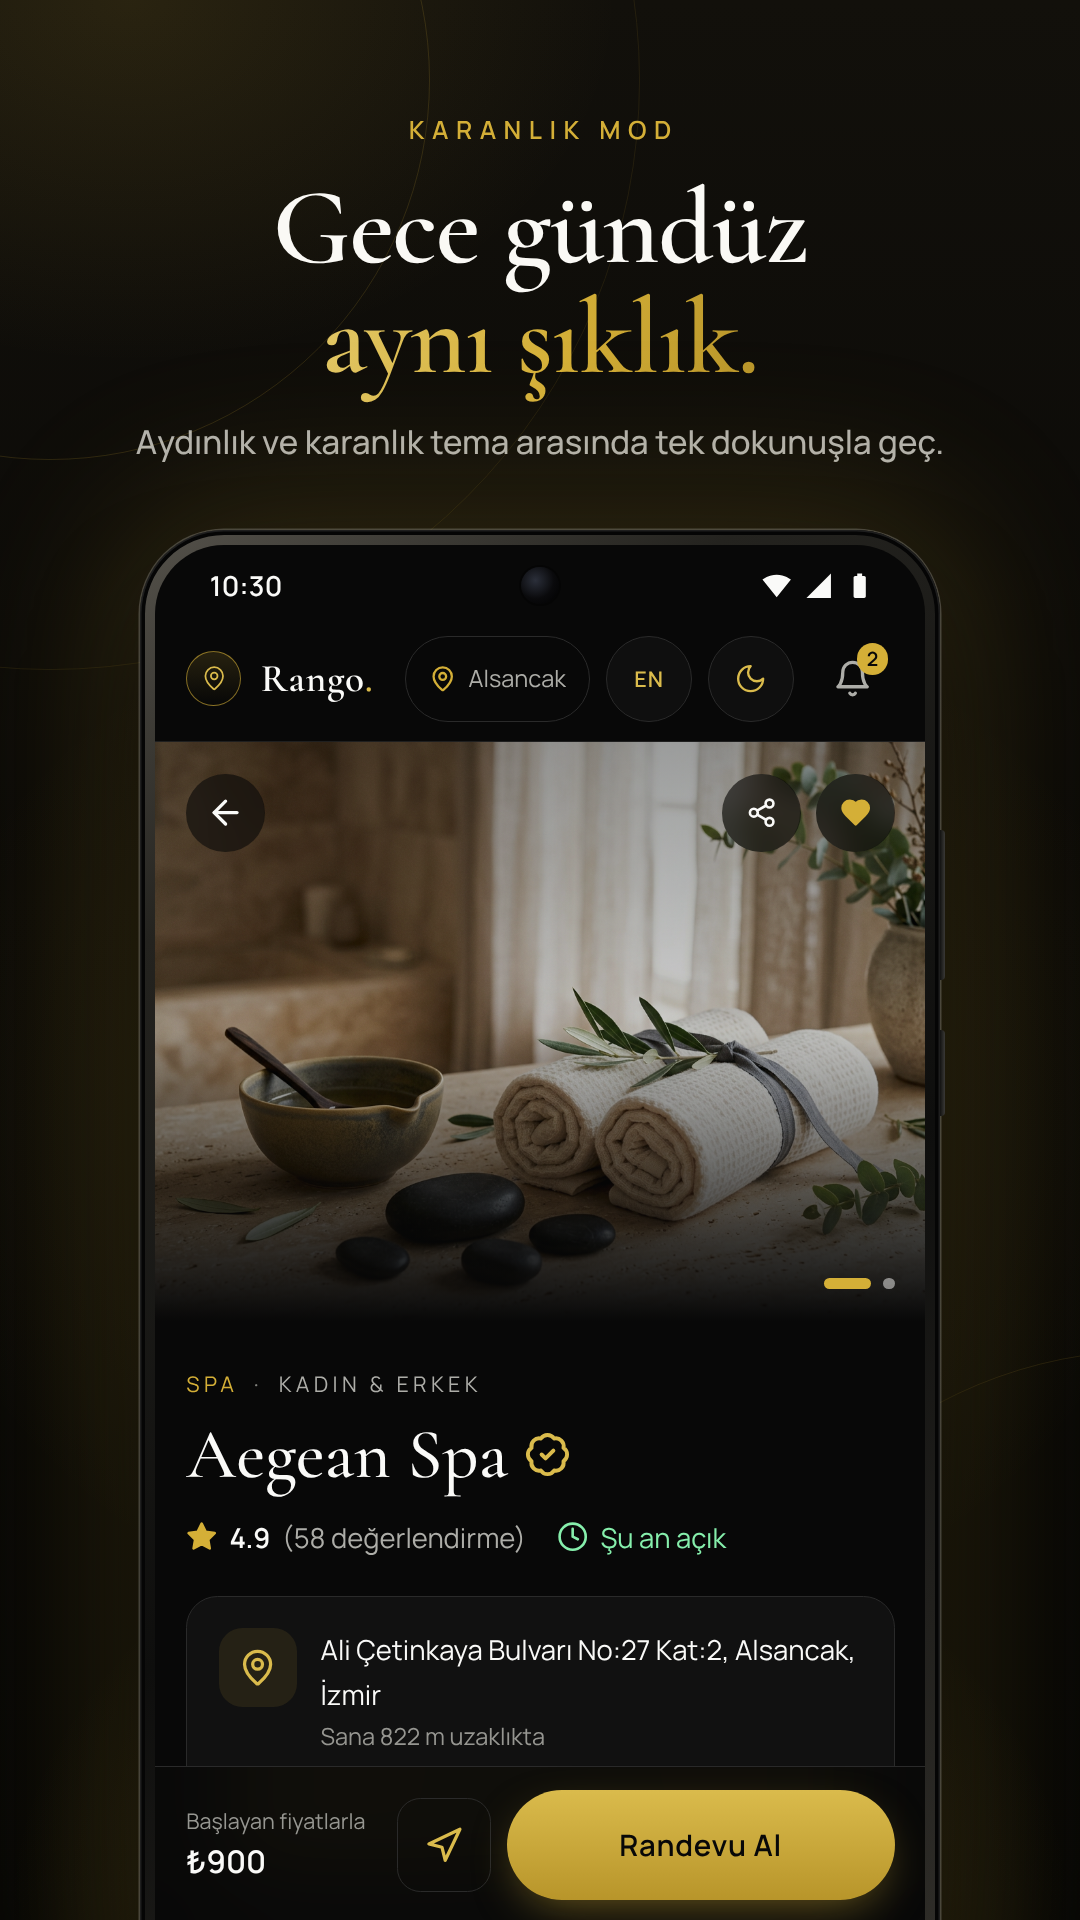 KARANLIK MOD
Gece gündüz
aynı şıklık.
Aydınlık ve karanlık tema arasında tek dokunuşla geç.
10:30
Rango.
Alsancak
EN
2
SPA · KADIN & ERKEK
Aegean Spa
4.9 (58 değerlendirme) Şu an açık
Ali Çetinkaya Bulvarı No:27 Kat:2, Alsancak,
İzmir
Sana 822 m uzaklıkta
Başlayan fiyatlarla
₺900
Randevu Al